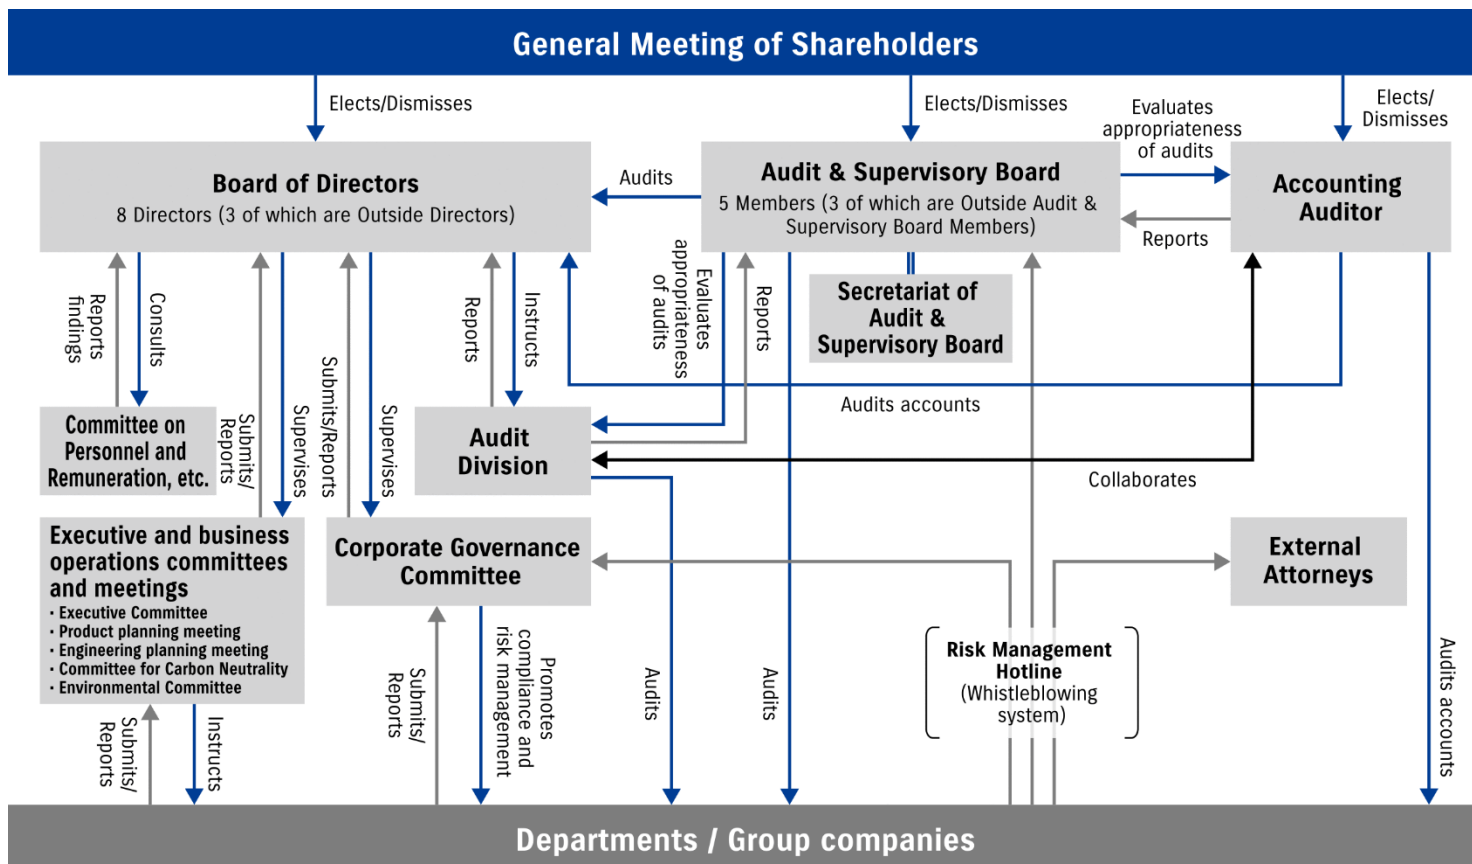 General Meeting of Shareholders
Elects/Dismisses
Elects/Dismisses
Evaluates
appropriateness
of audits
Elects/
Dismisses
Board of Directors
8 Directors (3 of which are Outside Directors)
Audits
Audit & Supervisory Board
5 Members (3 of which are Outside Audit &
Supervisory Board Members)
Accounting
Auditor
Reports
Reports
findings
Consults
Submits/
Reports
Supervises
Submits/Reports
Supervises
Reports
Instructs
Evaluates
appropriateness
of audits
Reports
Secretariat of
Audit &
Supervisory Board
Audits accounts
Committee on
Personnel and
Remuneration, etc.
Audit
Division
Collaborates
Executive and business
operations committees
and meetings
· Executive Committee
· Product planning meeting
· Engineering planning meeting
· Committee for Carbon Neutrality
· Environmental Committee
Corporate Governance
Committee
External
Attorneys
Submits/
Reports
Instructs
Submits/
Reports
Promotes
compliance and
risk management
Audits
Audits
Risk Management
Hotline
(Whistleblowing
system)
Audits accounts
Departments / Group companies